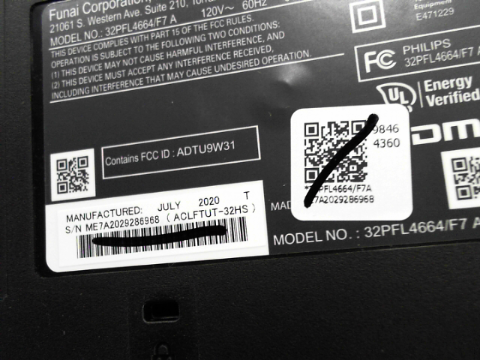 Funai Corporation
21061 S. Western Ave. Suite 210,
MODEL NO.: 32PFL4664/F7 A 120V~ 60Hz
THIS DEVICE COMPLIES WITH PART 15 OF THE FCC RULES.
OPERATION IS SUBJECT TO THE FOLLOWING TWO CONDITIONS:
(1) THIS DEVICE MAY NOT CAUSE HARMFUL INTERFERENCE, AND
(2) THIS DEVICE MUST ACCEPT ANY INTERFERENCE RECEIVED,
INCLUDING INTERFERENCE THAT MAY CAUSE UNDESIRED OPERATION.
E471229
FC PHILIPS
32PFL4664/F7 A
UL Energy
Verified
Contains FCC ID : ADTU9W31
9846
4360
PFL4664/F7A
E7A2029286968
MANUFACTURED: JULY 2020 T
S/N ME7A2029286968 (ACLFTUT-32HS)
MODEL NO. : 32PFL4664/F7 A